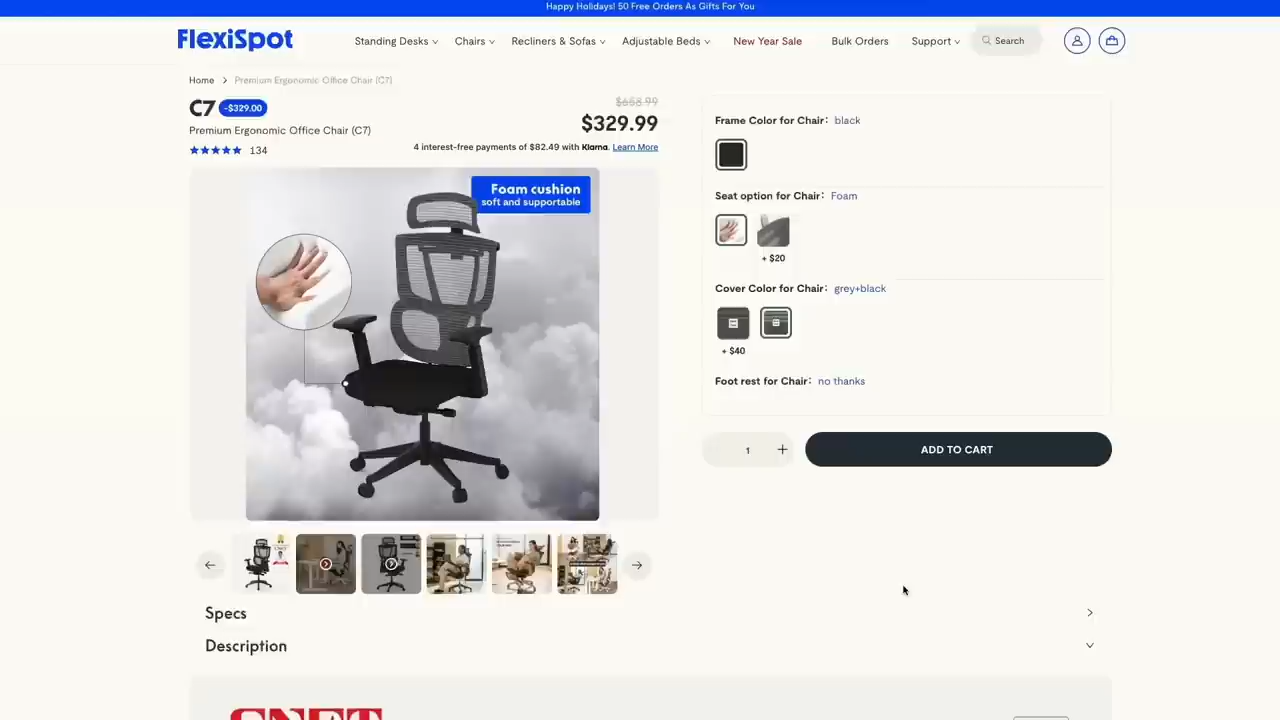 Happy Holidays! 50 Free Orders As Gifts For You
FlexiSpot
Standing Desks
Chairs
Recliners & Sofas
Adjustable Beds
New Year Sale
Bulk Orders
Support
Search
Home > Premium Ergonomic Office Chair (C7)
C7 -$329.00
$658.99
$329.99
Premium Ergonomic Office Chair (C7)
134
4 interest-free payments of $82.49 with Klarna. Learn More
Foam cushion
soft and supportable
Frame Color for Chair: black
Seat option for Chair: Foam
+ $20
Cover Color for Chair: grey+black
+ $40
Foot rest for Chair: no thanks
1 +
ADD TO CART
Specs
Description
CNET